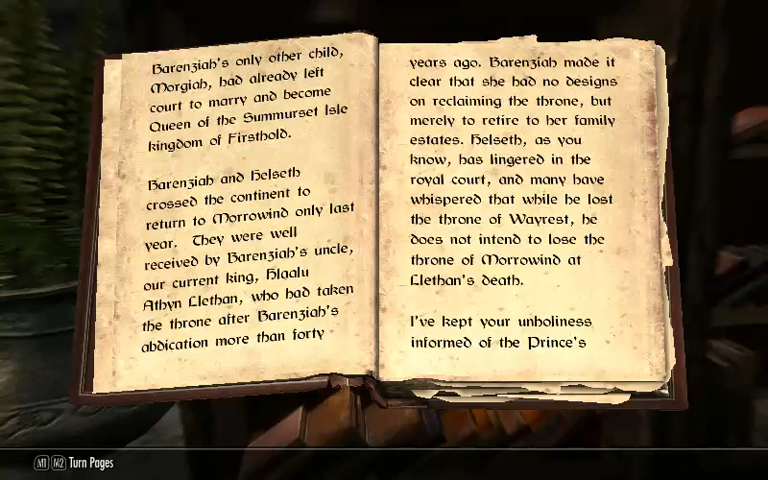 Barenziah's only other child,
Morgiah, had already left
court to marry and become
Queen of the Summurset Isle
kingdom of Firsthold.
Barenziah and Helseth
crossed the continent to
return to Morrowind only last
year. They were well
received by Barenziah's uncle,
our current king, Hlaalu
Athyn Llethan, who had taken
the throne after Barenziah's
abdication more than forty
years ago. Barenziah made it
clear that she had no designs
on reclaiming the throne, but
merely to retire to her family
estates. Helseth, as you
know, has lingered in the
royal court, and many have
whispered that while he lost
the throne of Wayrest, he
does not intend to lose the
throne of Morrowind at
Llethan's death.
I've kept your unholiness
informed of the Prince's
M1 M2 Turn Pages